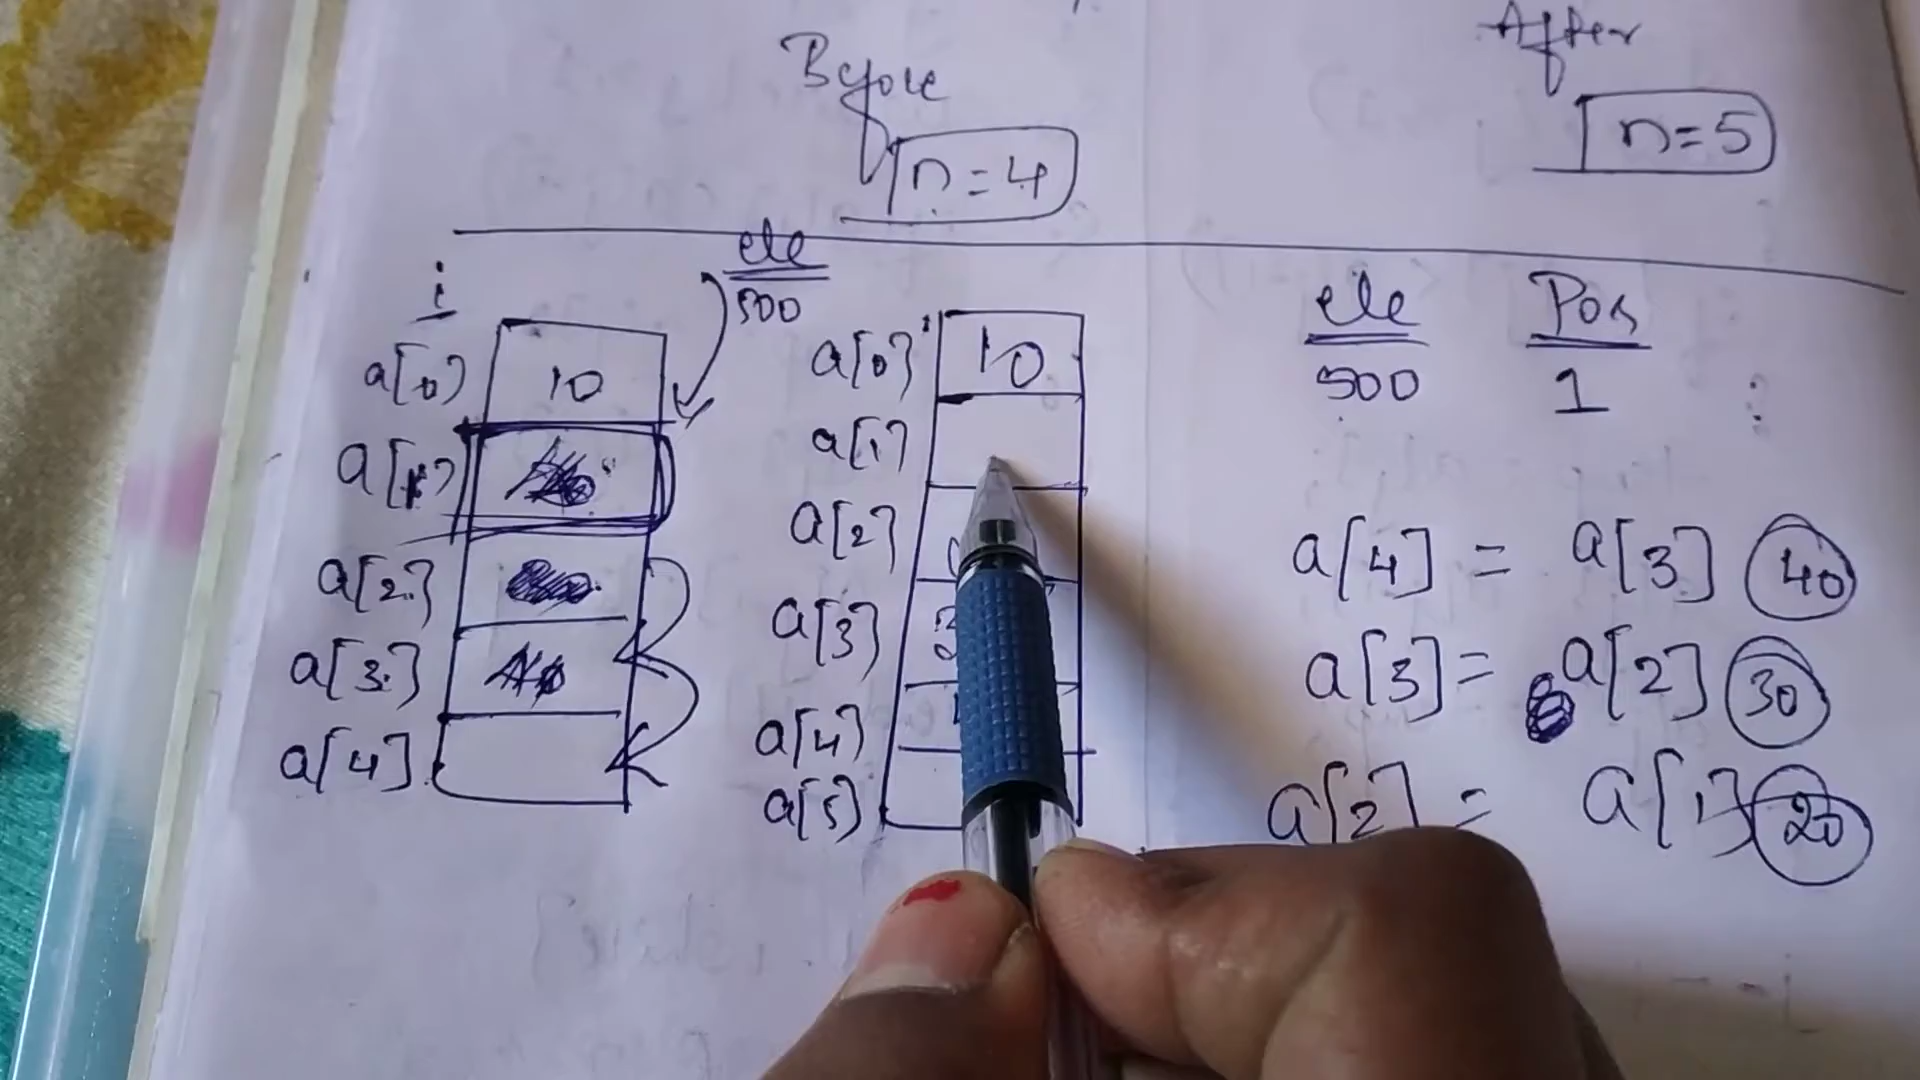 Before
After
n=4
n=5
i
ele
500
a[0] 10
a[1]
a[2]
a[3]
a[4]
a[0] 10
a[1]
a[2]
a[3] 3
a[4]
a[5]
ele Pos
500 1
a[4] = a[3] 40
a[3] = a[2] 30
a[2] = a[1] 20